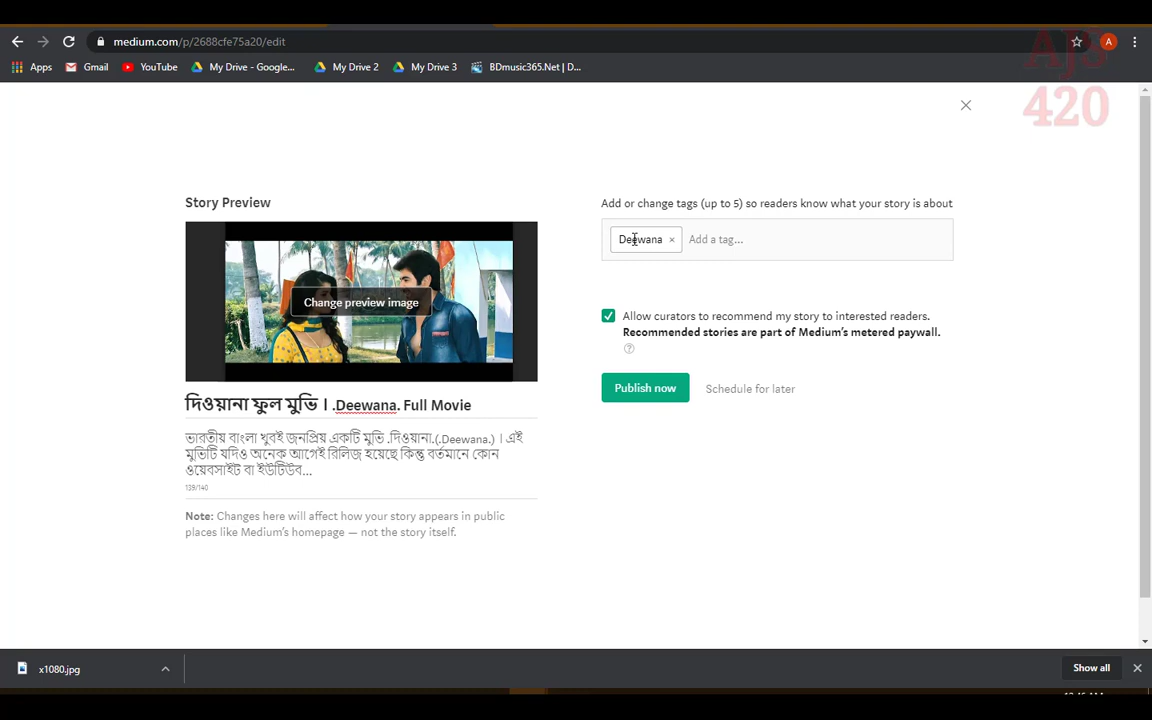 medium.com/p/2688cfe75a20/edit
A
Apps
Gmail
YouTube
My Drive - Google...
My Drive 2
My Drive 3
BDmusic365.Net | D...
AJS
420
Story Preview
Change preview image
দিওয়ানা ফুল মুভি । .Deewana. Full Movie
ভারতীয় বাংলা খুবই জনপ্রিয় একটি মুভি .দিওয়ানা.(.Deewana.) । এই
মুভিটি যদিও অনেক আগেই রিলিজ হয়েছে কিন্তু বর্তমানে কোন
ওয়েবসাইট বা ইউটিউব...
139/140
Note: Changes here will affect how your story appears in public
places like Medium's homepage — not the story itself.
Add or change tags (up to 5) so readers know what your story is about
Deewana ×
Add a tag...
Allow curators to recommend my story to interested readers.
Recommended stories are part of Medium's metered paywall.
?
Publish now
Schedule for later
x1080.jpg
Show all